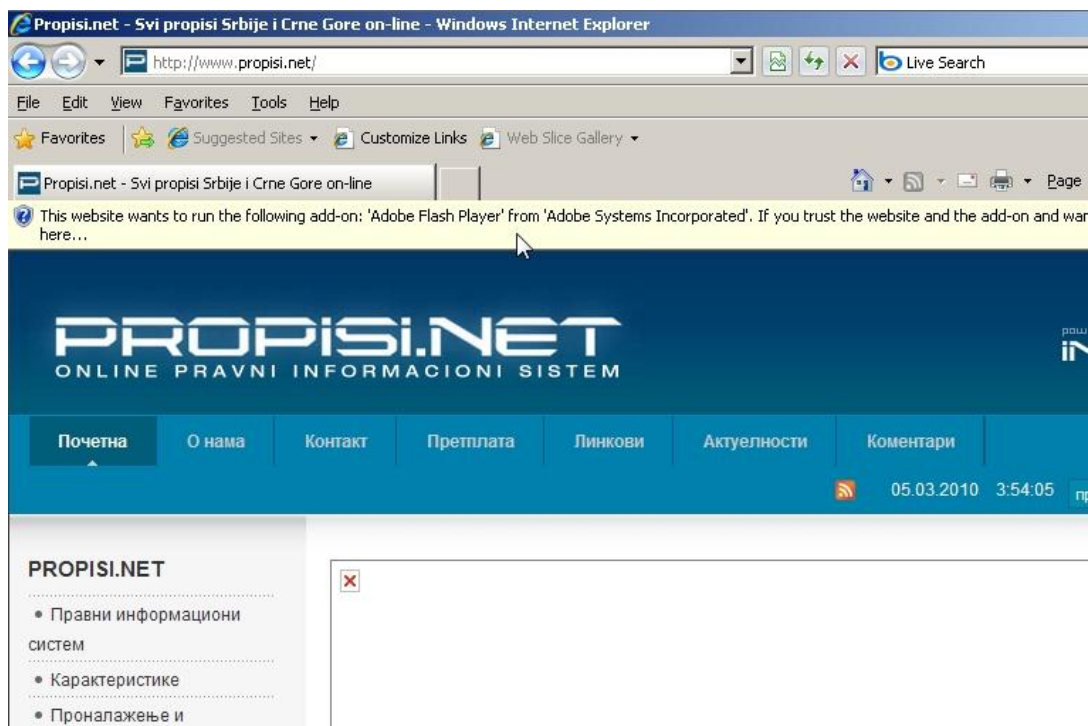 Propisi.net - Svi propisi Srbije i Crne Gore on-line - Windows Internet Explorer
http://www.propisi.net/
Live Search
File Edit View Favorites Tools Help
Favorites Suggested Sites Customize Links Web Slice Gallery
Propisi.net - Svi propisi Srbije i Crne Gore on-line
Page
This website wants to run the following add-on: 'Adobe Flash Player' from 'Adobe Systems Incorporated'. If you trust the website and the add-on and
here...
PROPISI.NET
ONLINE PRAVNI INFORMACIONI SISTEM
Почетна О нама Контакт Претплата Линкови Актуелности Коментари
05.03.2010 3:54:05
PROPISI.NET
• Правни информациони
систем
• Карактеристике
• Проналажење и